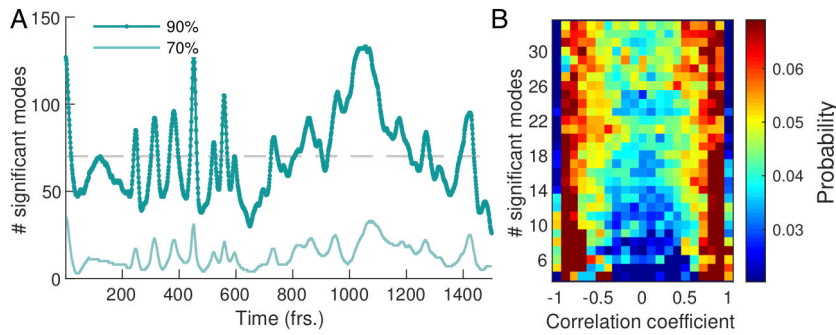 A
150
100
50
0
# significant modes
90%
70%
200 400 600 800 1000 1200 1400
Time (frs.)
B
30
26
22
18
14
10
6
# significant modes
-1 -0.5 0 0.5 1
Correlation coefficient
0.06
0.05
0.04
0.03
Probability